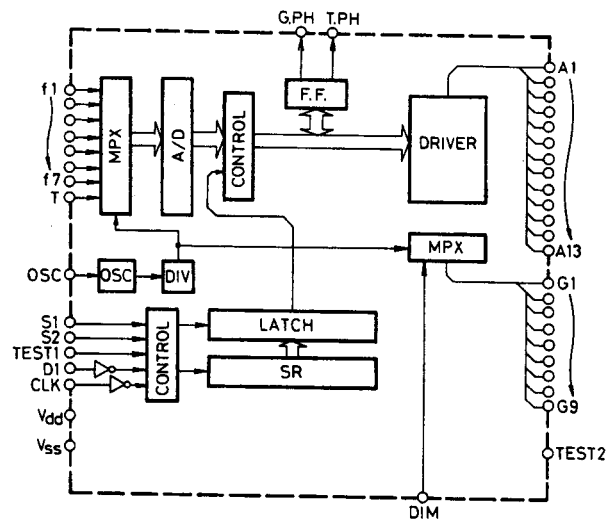 G.PH T.PH
f1
f7
T
MPX
A/D
CONTROL
F.F.
DRIVER
A1
A13
MPX
G1
G9
OSC
OSC
DIV
S1
S2
TEST1
D1
CLK
CONTROL
LATCH
SR
Vdd
Vss
TEST2
DIM